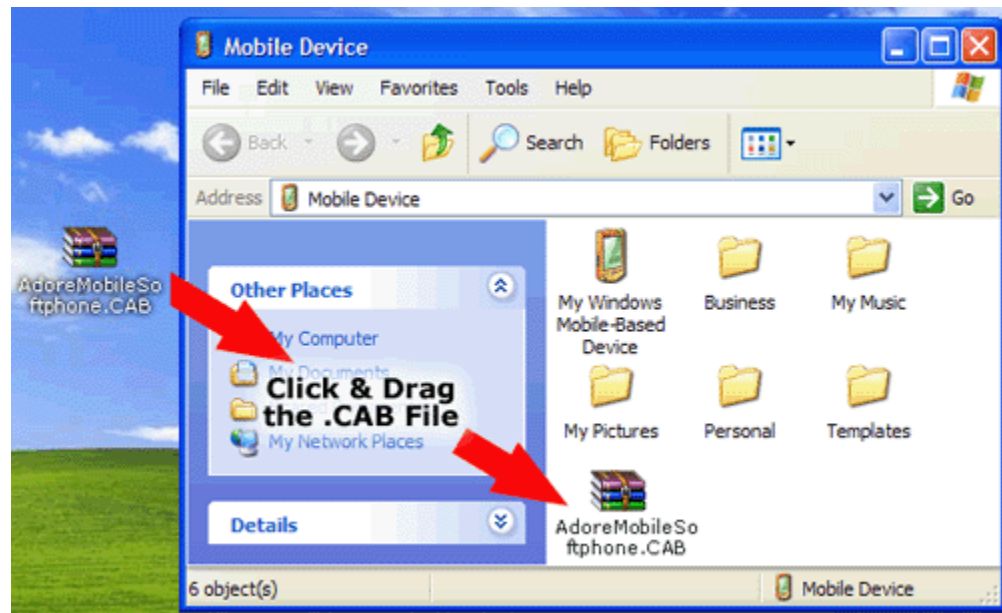 Mobile Device
File Edit View Favorites Tools Help
Back Search Folders
Address Mobile Device Go
AdoreMobileSo
ftphone.CAB
Other Places
My Computer
My Documents
My Network Places
Click & Drag
the .CAB File
Details
My Windows
Mobile-Based
Device
Business
My Music
My Pictures
Personal
Templates
AdoreMobileSo
ftphone.CAB
6 object(s)
Mobile Device